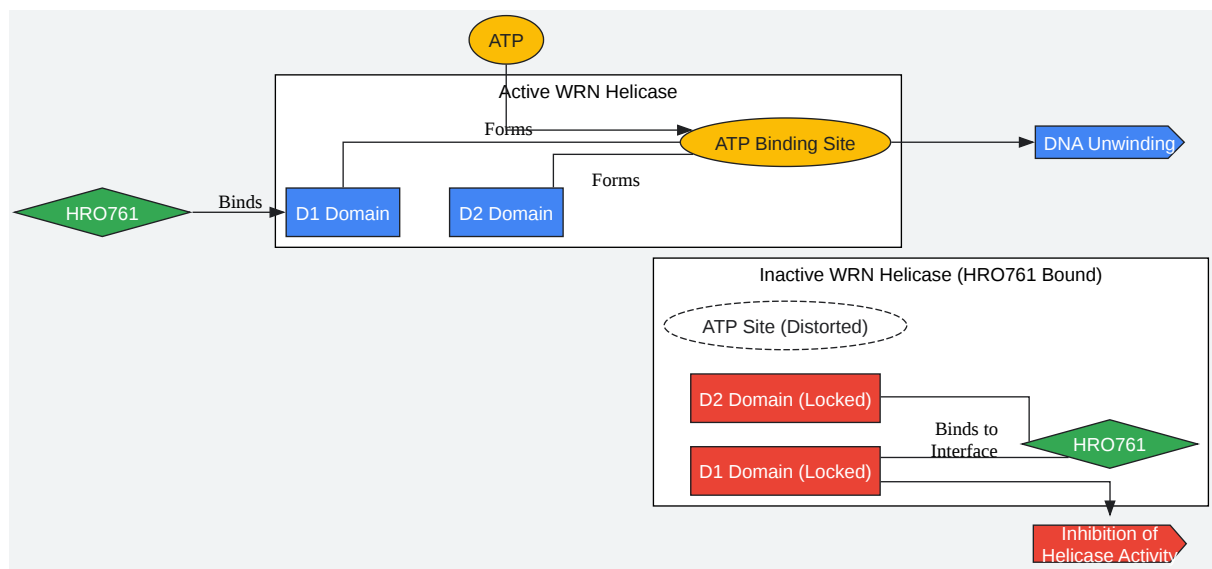 ATP
Active WRN Helicase
Forms
ATP Binding Site
DNA Unwinding
Forms
HRO761
Binds
D1 Domain
D2 Domain
Inactive WRN Helicase (HRO761 Bound)
ATP Site (Distorted)
D2 Domain (Locked)
Binds to
Interface
HRO761
D1 Domain (Locked)
Inhibition of
Helicase Activity